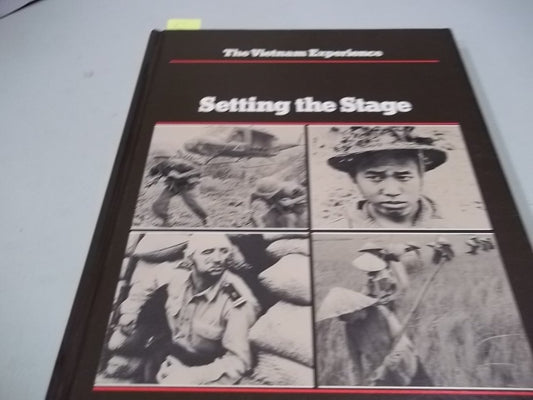 The Vietnam Experience
Setting the Stage